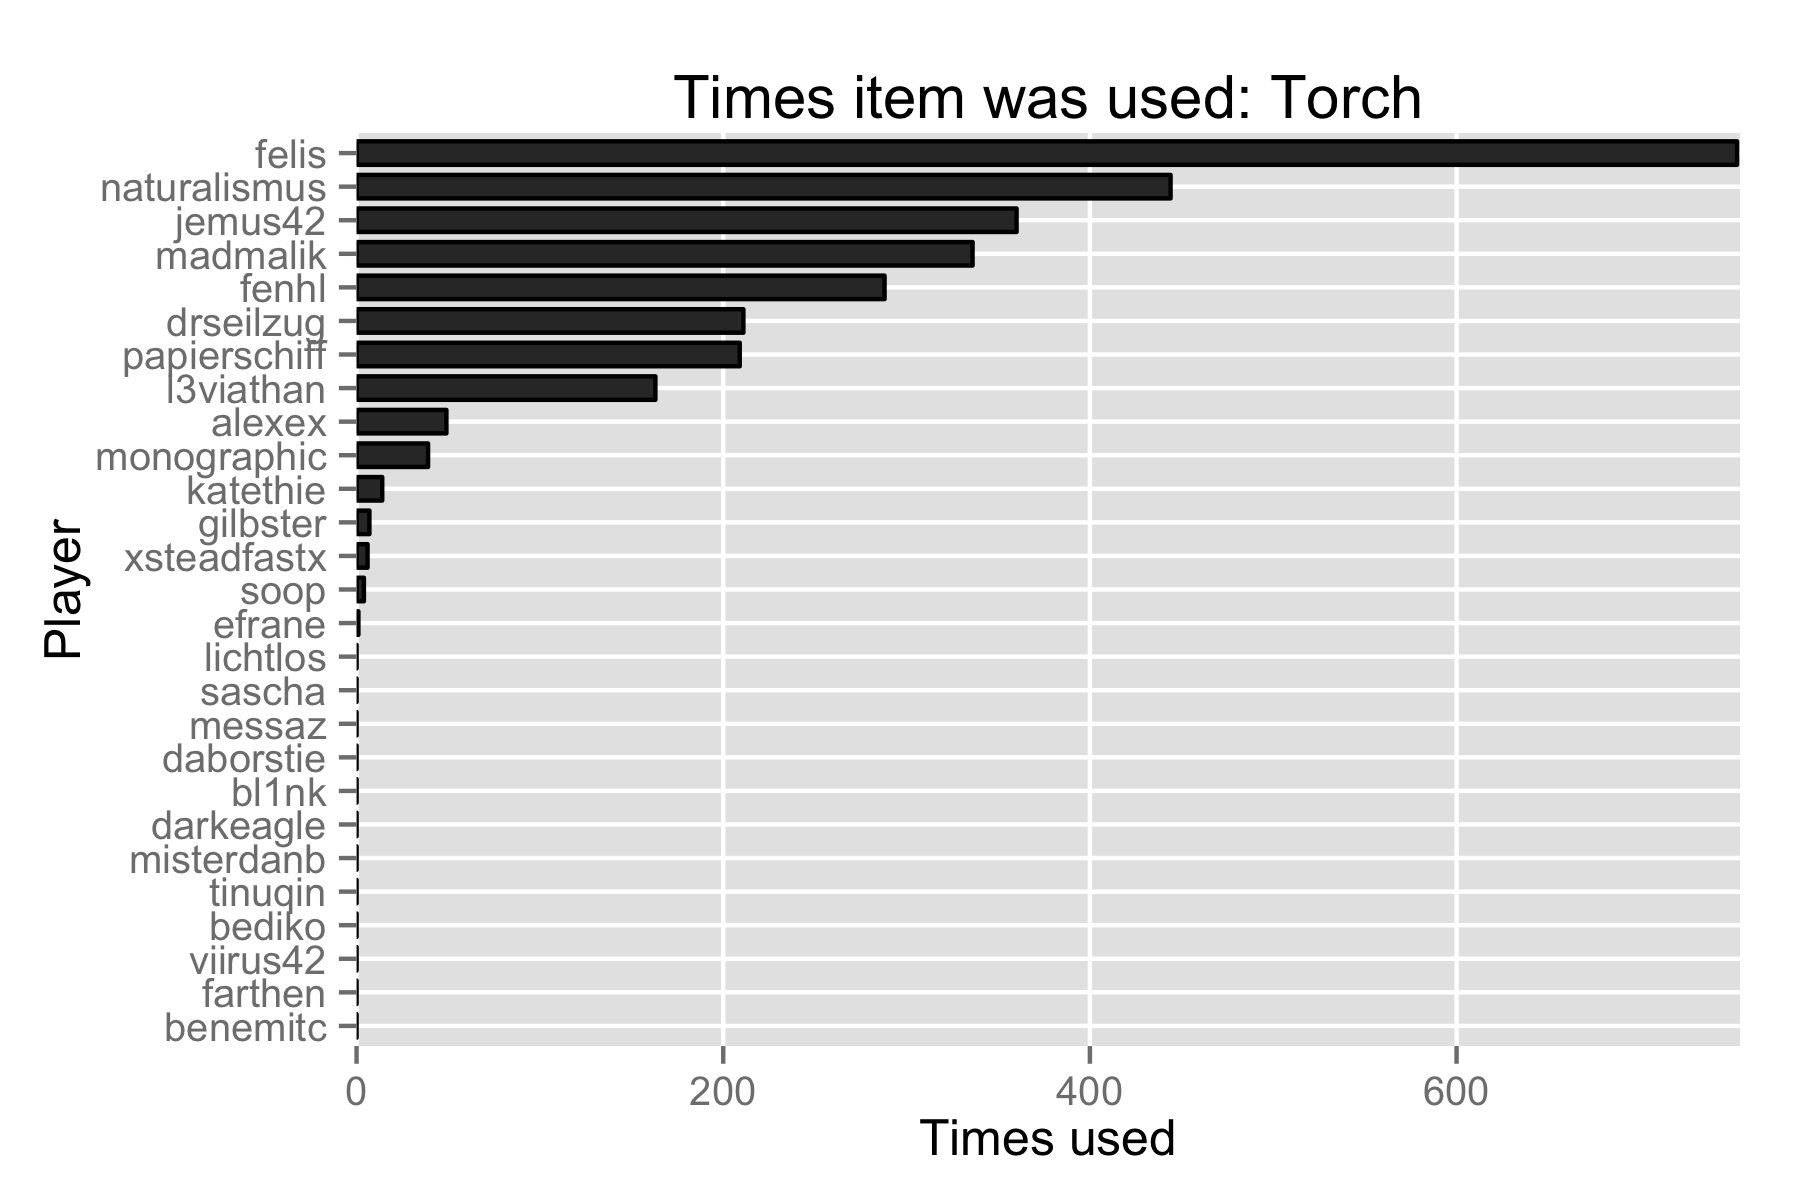 Times item was used: Torch
felis
naturalismus
jemus42
madmalik
fenhl
drseilzug
papierschiff
l3viathan
alexex
monographic
katethie
gilbster
xsteadfastx
soop
efrane
lichtlos
sascha
messaz
daborstie
bl1nk
darkeagle
misterdanb
tinuqin
bediko
viirus42
farthen
benemitc
Player
0 200 400 600
Times used